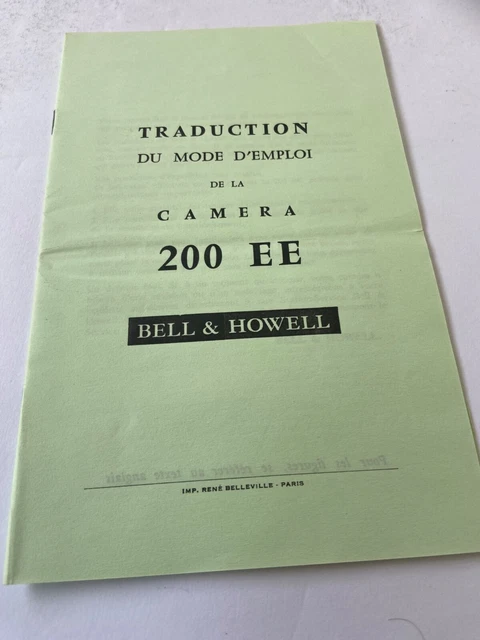 TRADUCTION
DU MODE D'EMPLOI
DE LA
CAMERA
200 EE
BELL & HOWELL
Pour les figures, se référer au texte anglais
IMP. RENÉ BELLEVILLE - PARIS